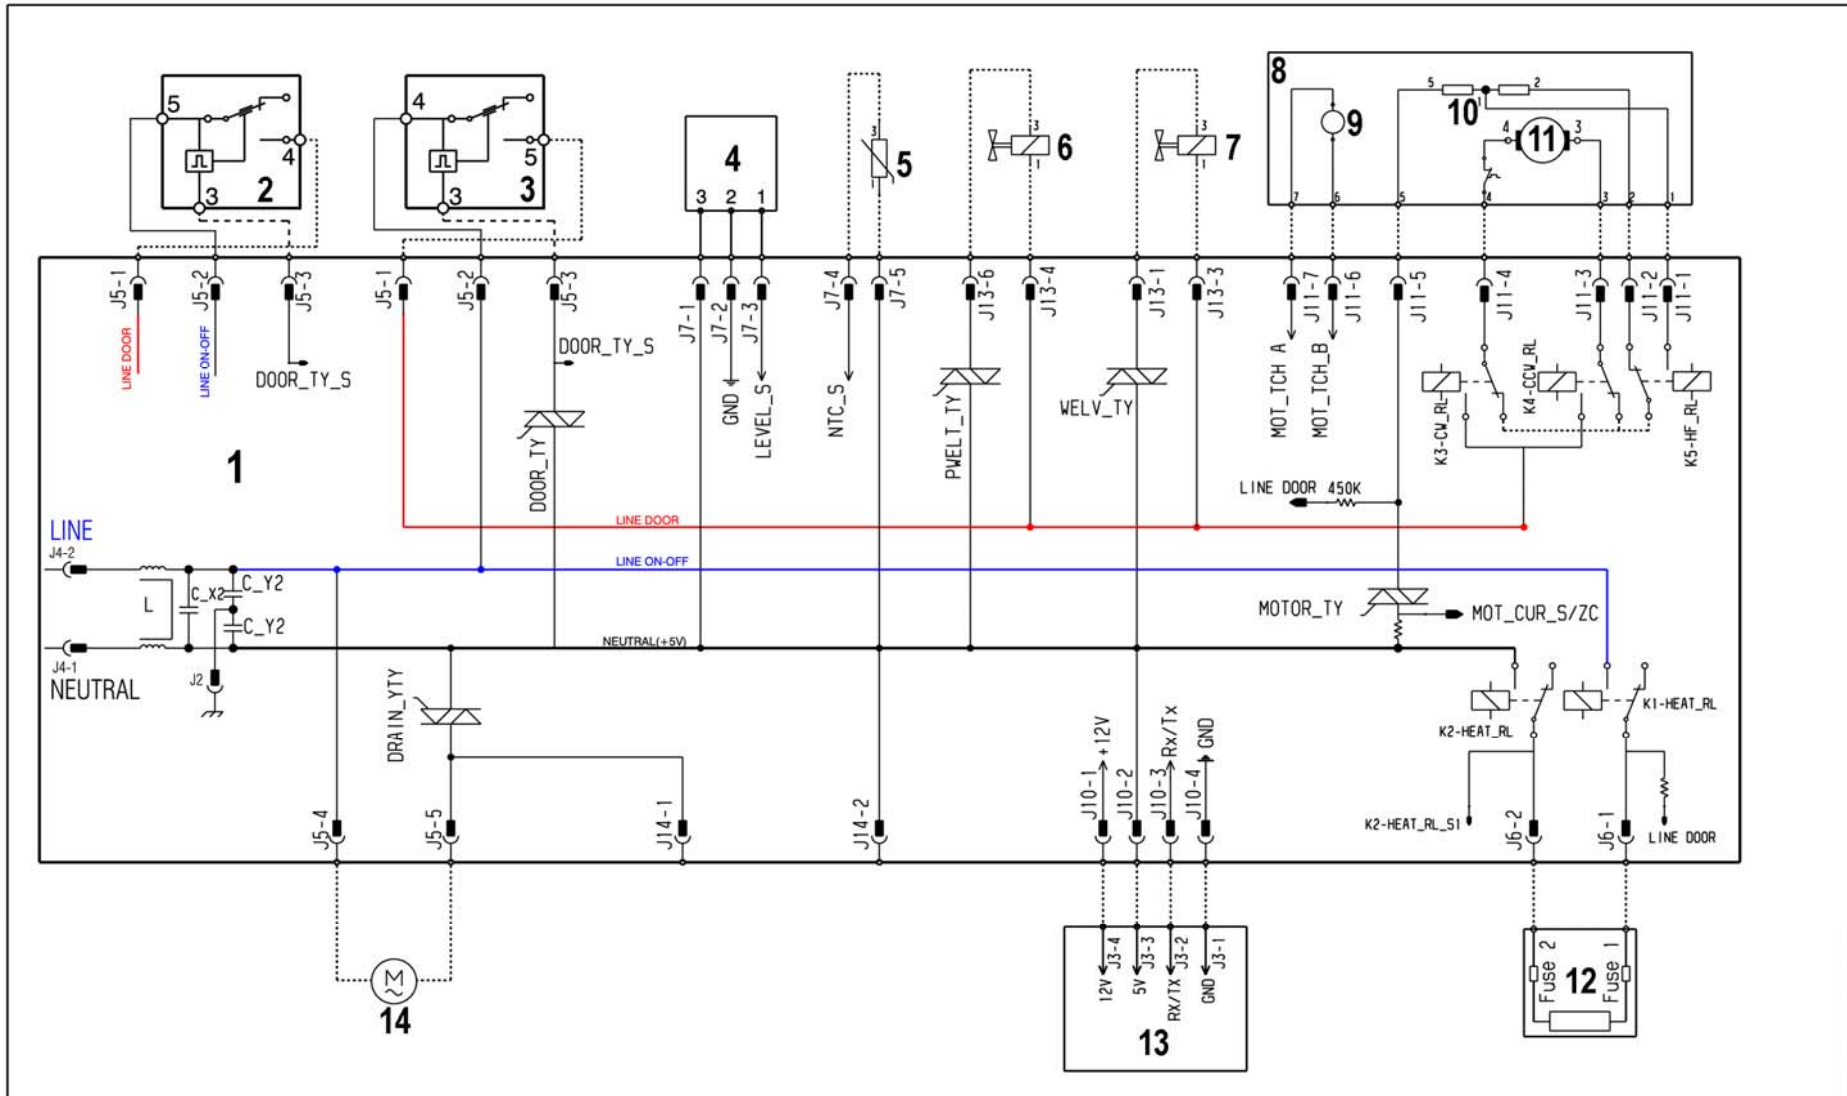 8
5 2
5 4
10 1
9
4 11 3
3 3 3
4
5
6
7
4 5
3 2 3 3
3 2 1
1 1 1
7 6 5 4 3 2 1
J5-1 J5-2 J5-3 J5-1 J5-2 J5-3 J7-1 J7-2 J7-3 J7-4 J7-5 J13-6 J13-4 J13-1 J13-3 J11-7 J11-6 J11-5 J11-4 J11-3 J11-2 J11-1
LINE DOOR
LINE ON-OFF
DOOR_TY_S
DOOR_TY_S
DOOR_TY
GND
LEVEL_S
NTC_S
PWELT_TY
WELV_TY
MOT_TCH A
MOT_TCH_B
K3-CW_RL
K4-CCW_RL
K5-HF_RL
1
LINE DOOR 450K
LINE DOOR
LINE
J4-2
LINE ON-OFF
L
C_X2
C_Y2
C_Y2
MOTOR_TY
MOT_CUR_S/ZC
NEUTRAL(+5V)
J4-1
NEUTRAL
J2
DRAIN_YTY
K2-HEAT_RL
K1-HEAT_RL
+12V
Rx/Tx
GND
J5-4 J5-5 J14-1 J14-2 J10-1 J10-2 J10-3 J10-4
K2-HEAT_RL_S1
J6-2 J6-1
LINE DOOR
J3-4 J3-3 J3-2 J3-1
12V 5V RX/TX GND
Fuse 2
12
Fuse 1
14
13